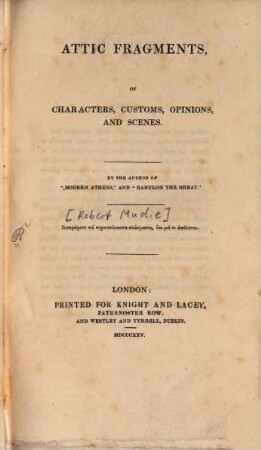 ATTIC FRAGMENTS,
OF
CHARACTERS, CUSTOMS, OPINIONS,
AND SCENES.
BY THE AUTHOR OF
"MODERN ATHENS," AND "BABYLON THE GREAT."
[Robert Mudie]
LONDON:
PRINTED FOR KNIGHT AND LACEY,
PATERNOSTER ROW.
AND WESTLEY AND TYRRELL, DUBLIN.
MDCCCXXV.